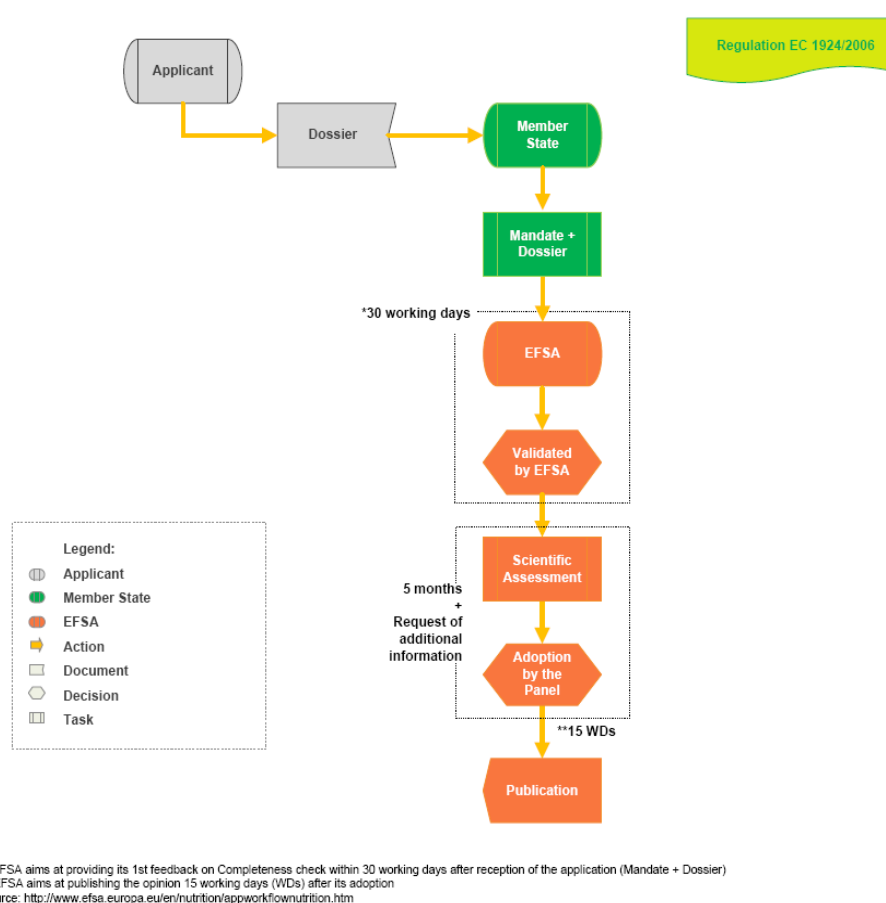 Regulation EC 1924/2006
Applicant
Dossier
Member
State
Mandate +
Dossier
*30 working days
EFSA
Validated
by EFSA
Scientific
Assessment
5 months
+
Request of
additional
information
Adoption
by the
Panel
**15 WDs
Publication
Legend:
Applicant
Member State
EFSA
Action
Document
Decision
Task
FSA aims at providing its 1st feedback on Completeness check within 30 working days after reception of the application (Mandate + Dossier)
FSA aims at publishing the opinion 15 working days (WDs) after its adoption
urce: http://www.efsa.europa.eu/en/nutrition/appworkflownutrition.htm